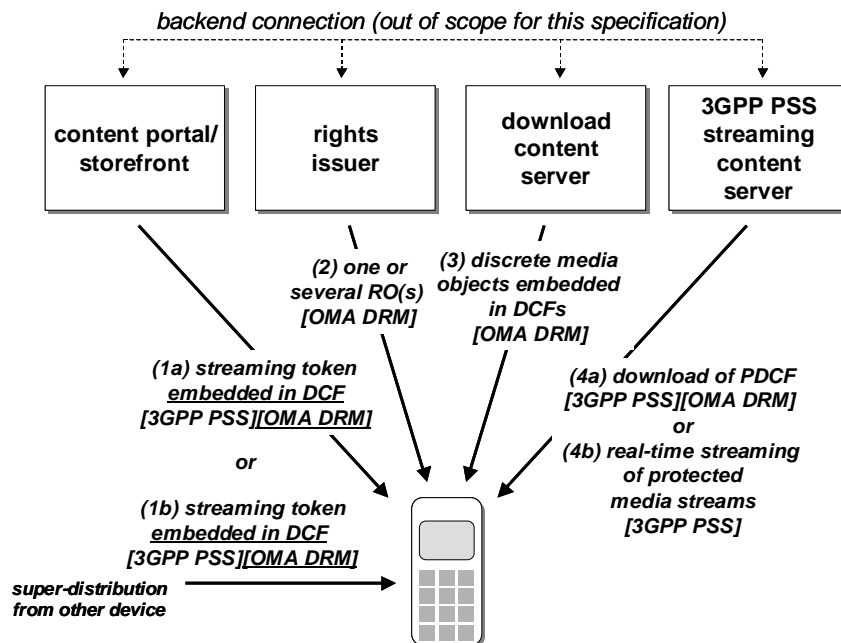 backend connection (out of scope for this specification)
content portal/
storefront
rights
issuer
download
content
server
3GPP PSS
streaming
content
server
(2) one or
several RO(s)
[OMA DRM]
(3) discrete media
objects embedded
in DCFs
[OMA DRM]
(1a) streaming token
embedded in DCF
[3GPP PSS][OMA DRM]
or
(1b) streaming token
embedded in DCF
[3GPP PSS][OMA DRM]
(4a) download of PDCF
[3GPP PSS][OMA DRM]
or
(4b) real-time streaming
of protected
media streams
[3GPP PSS]
super-distribution
from other device